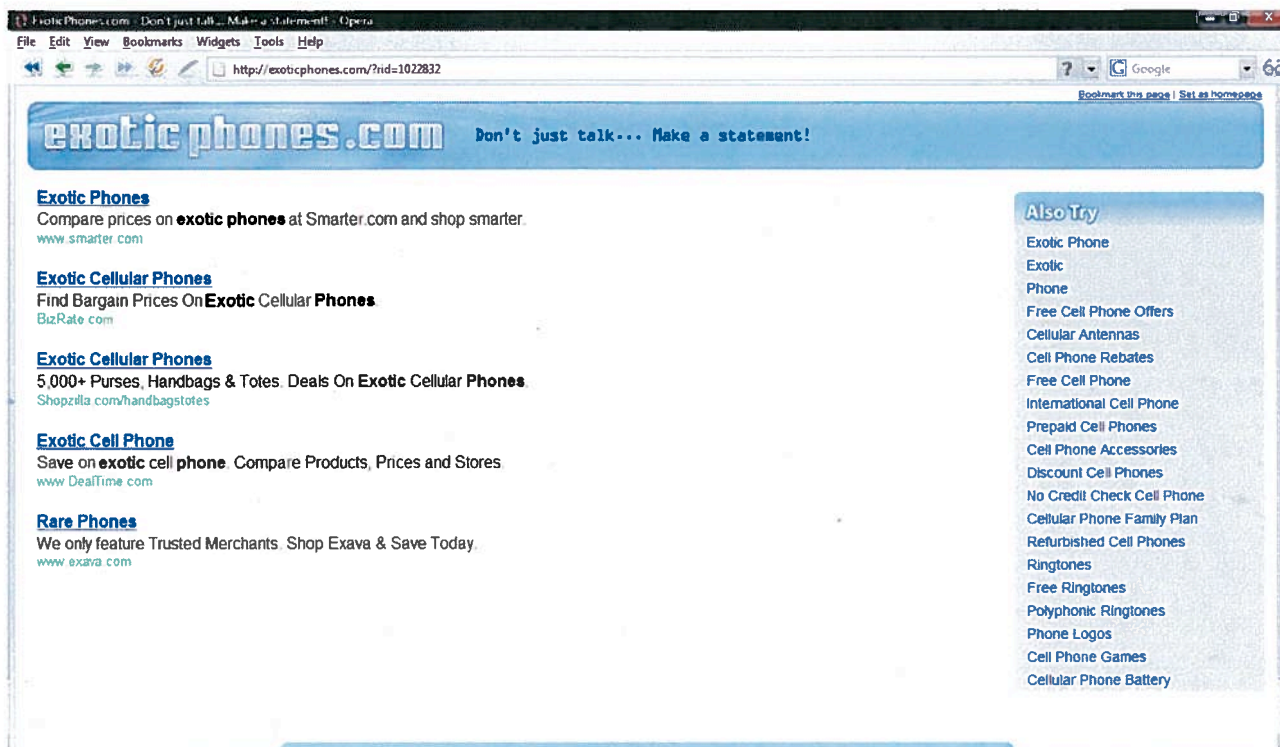 ExoticPhones.com - Don't just talk... Make a statement! - Opera
File Edit View Bookmarks Widgets Tools Help
http://exoticphones.com/?rid=1022832 ? G Google
Bookmark this page | Set as homepage
exotic phones.com Don't just talk... Make a statement!
Exotic Phones
Compare prices on exotic phones at Smarter.com and shop smarter.
www.smarter.com
Exotic Cellular Phones
Find Bargain Prices On Exotic Cellular Phones.
BizRate.com
Exotic Cellular Phones
5,000+ Purses, Handbags & Totes. Deals On Exotic Cellular Phones.
Shopzilla.com/handbagstotes
Exotic Cell Phone
Save on exotic cell phone. Compare Products, Prices and Stores.
www.DealTime.com
Rare Phones
We only feature Trusted Merchants. Shop Exava & Save Today.
www.exava.com
Also Try
Exotic Phone
Exotic
Phone
Free Cell Phone Offers
Cellular Antennas
Cell Phone Rebates
Free Cell Phone
International Cell Phone
Prepaid Cell Phones
Cell Phone Accessories
Discount Cell Phones
No Credit Check Cell Phone
Cellular Phone Family Plan
Refurbished Cell Phones
Ringtones
Free Ringtones
Polyphonic Ringtones
Phone Logos
Cell Phone Games
Cellular Phone Battery